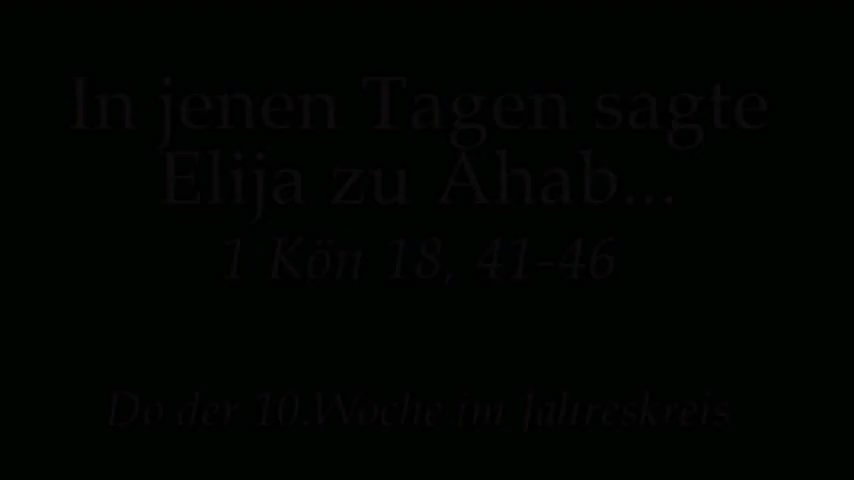 In jenen Tagen sagte
Elija zu Ahab...
1 Kön 18, 41-46
Do der 10.Woche im Jahreskreis